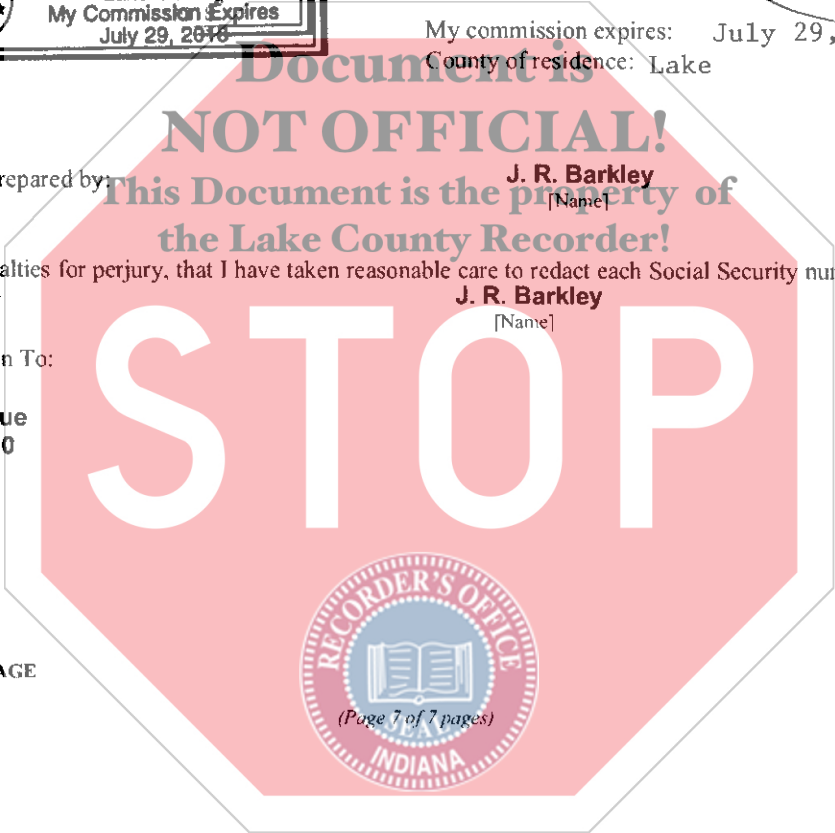 My Commission Expires
July 29, 2018
My commission expires: July 29,
County of residence: Lake
Document is
NOT OFFICIAL!
repared by:
J. R. Barkley
[Name]
This Document is the property of
the Lake County Recorder!
alties for perjury, that I have taken reasonable care to redact each Social Security nu
J. R. Barkley
[Name]
n To:
STOP
ue
0
RECORDER'S OFFICE
SEAL
INDIANA
AGE
(Page 7 of 7 pages)